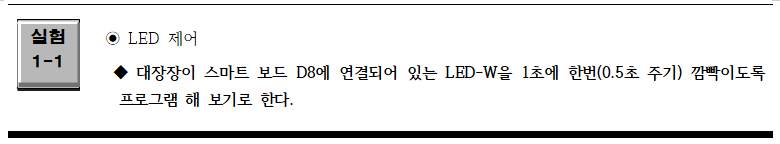 실험
1-1
◉ LED 제어
◆ 대장장이 스마트 보드 D8에 연결되어 있는 LED-W을 1초에 한번(0.5초 주기) 깜빡이도록
프로그램 해 보기로 한다.